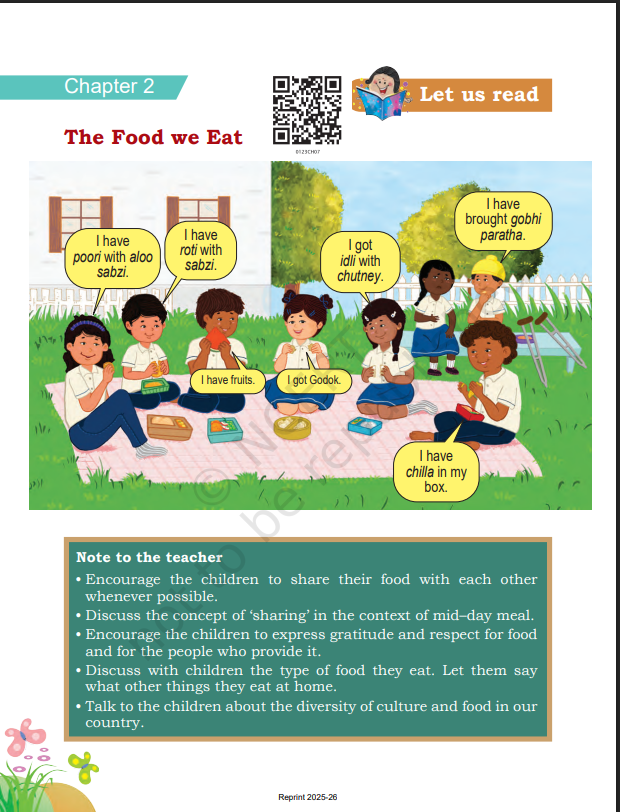 Chapter 2
0123CH07
Let us read
The Food we Eat
I have
poori with aloo
sabzi.
I have
roti with
sabzi.
I got
idli with
chutney.
I have
brought gobhi
paratha.
I have fruits.
I got Godok.
I have
chilla in my
box.
Note to the teacher
• Encourage the children to share their food with each other
whenever possible.
• Discuss the concept of ‘sharing’ in the context of mid–day meal.
• Encourage the children to express gratitude and respect for food
and for the people who provide it.
• Discuss with children the type of food they eat. Let them say
what other things they eat at home.
• Talk to the children about the diversity of culture and food in our
country.
Reprint 2025-26